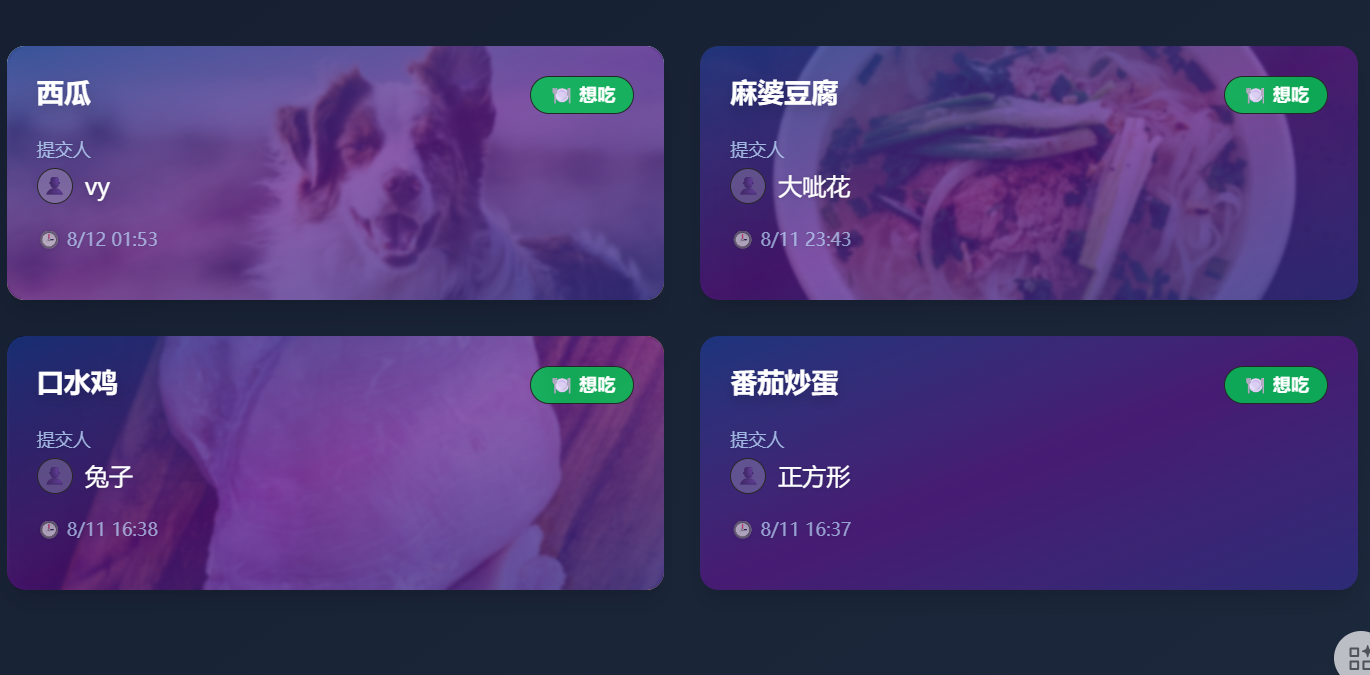 西瓜
想吃
提交人
vy
8/12 01:53
麻婆豆腐
想吃
提交人
大呲花
8/11 23:43
口水鸡
想吃
提交人
兔子
8/11 16:38
番茄炒蛋
想吃
提交人
正方形
8/11 16:37